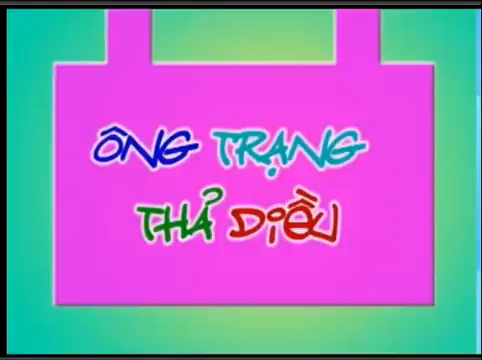 ÔNG TRẠNG
THẢ DIỀU